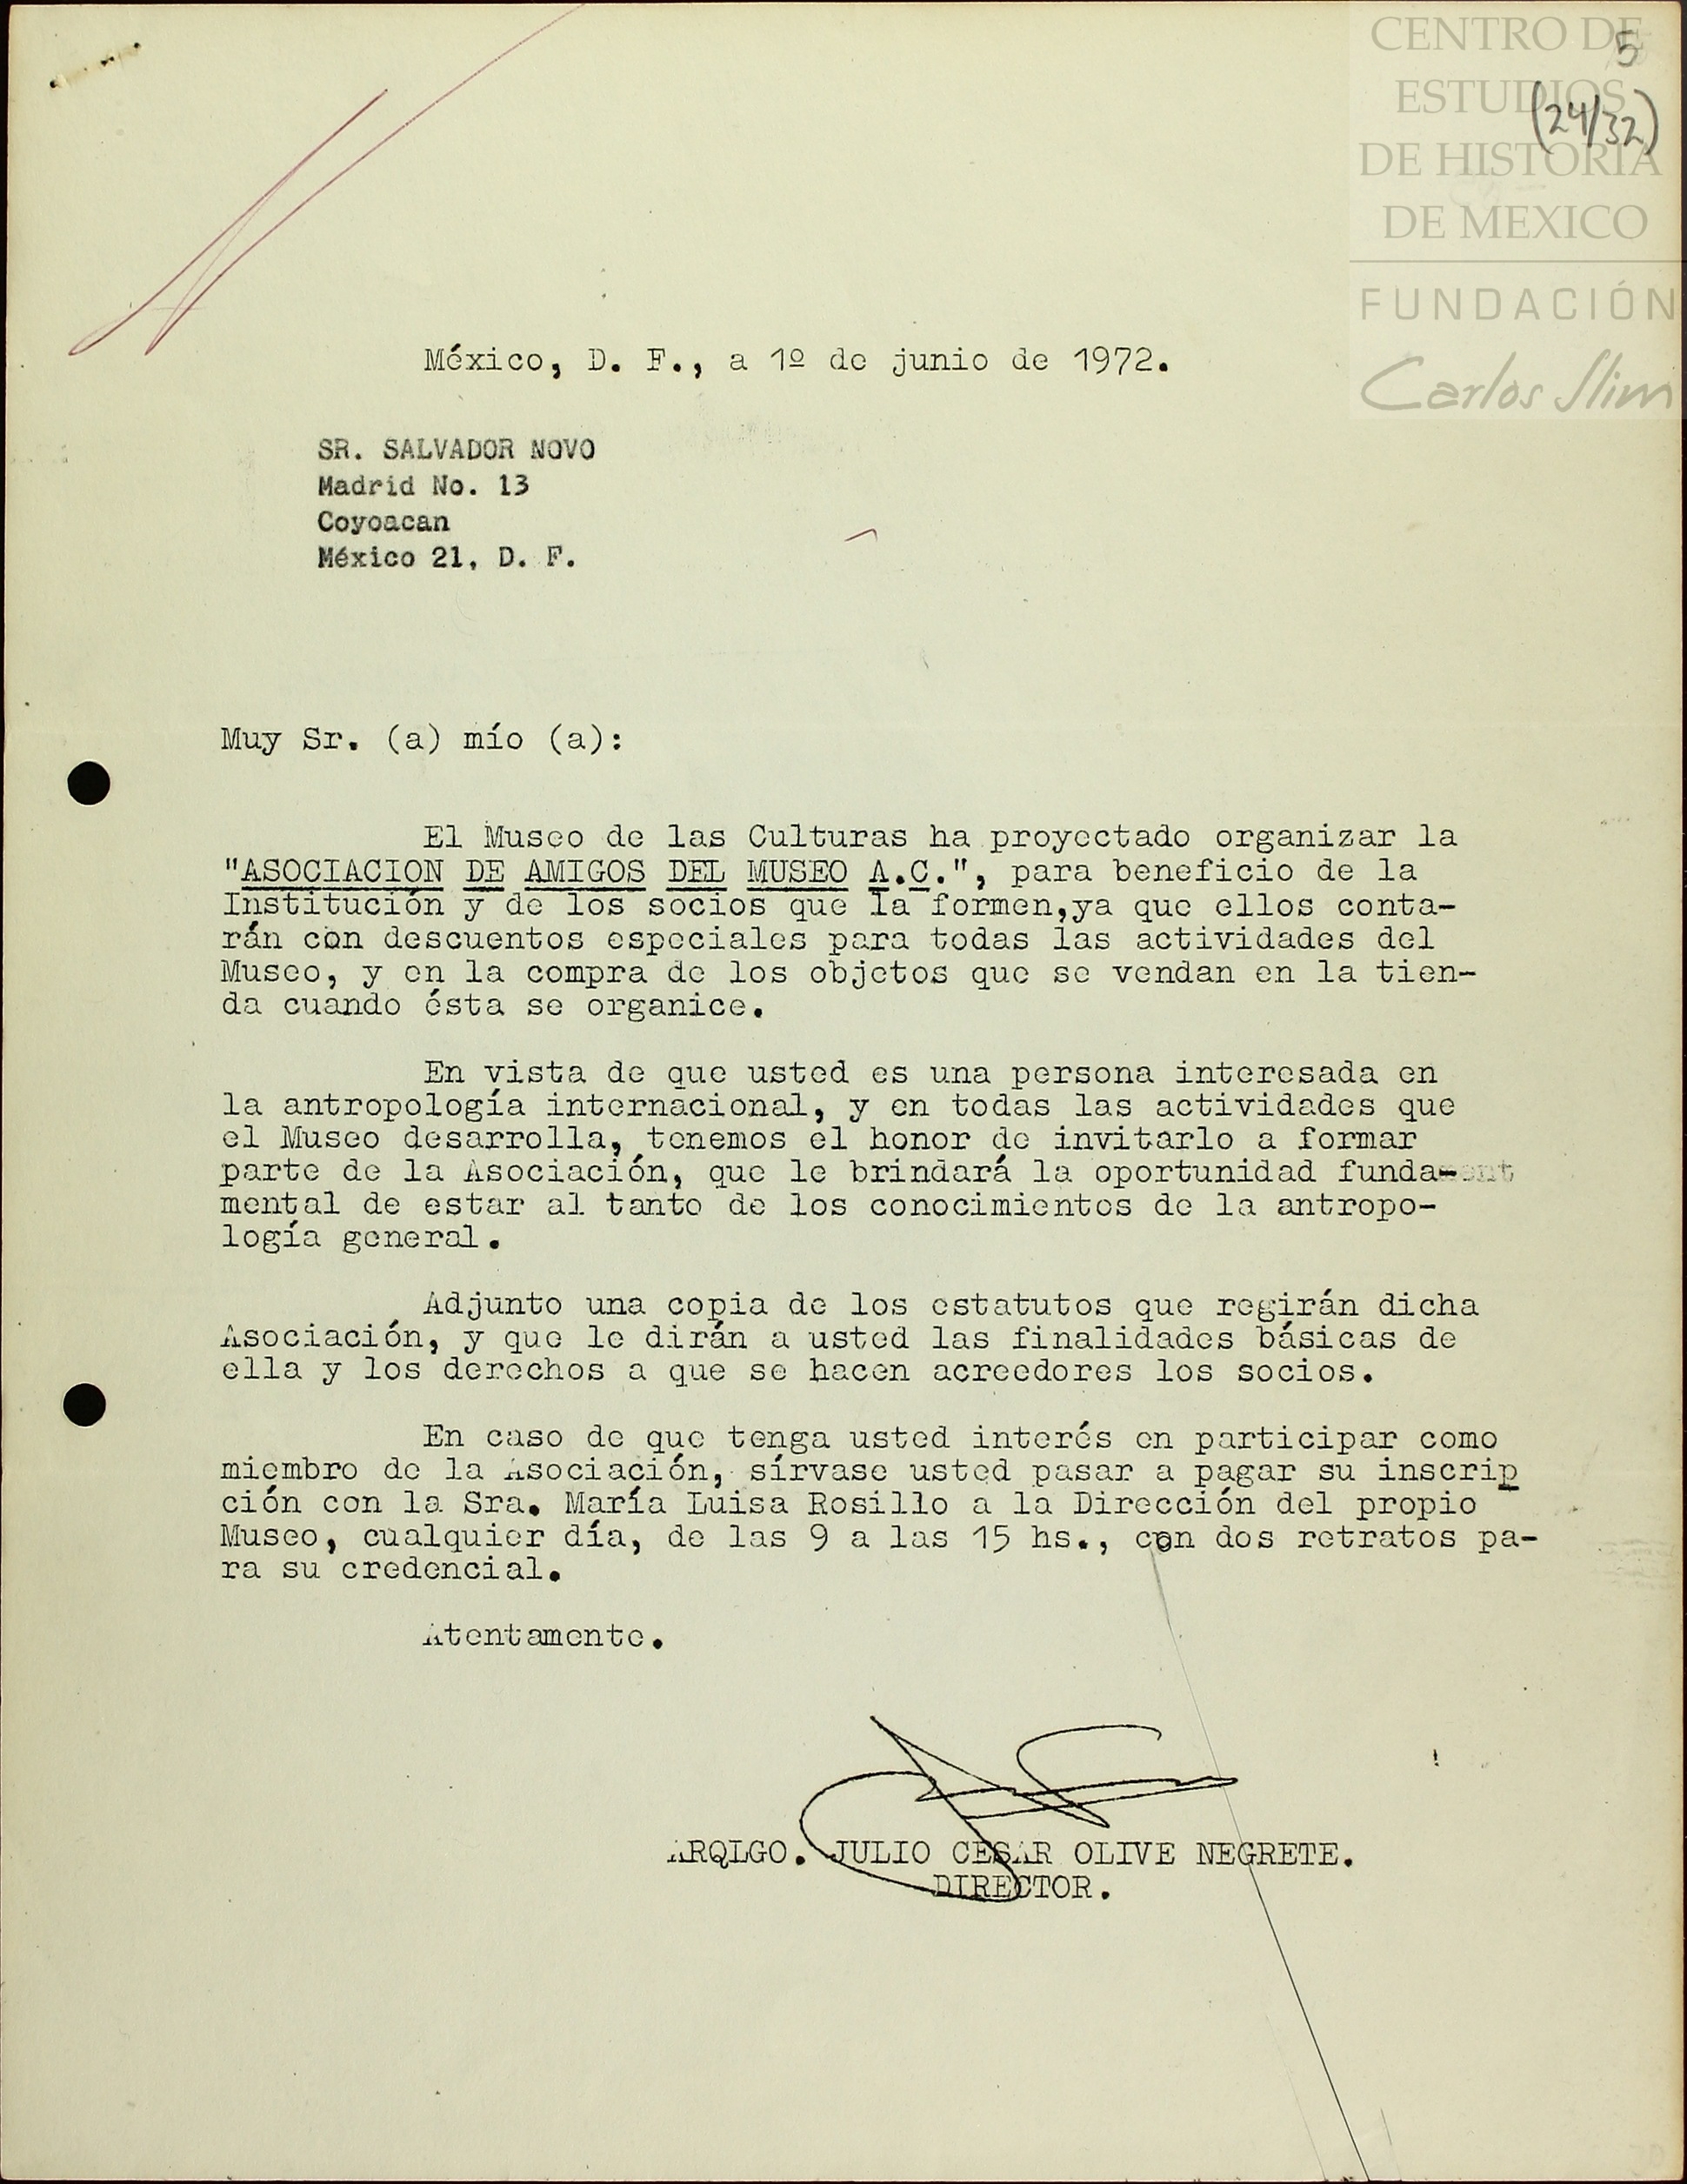 CENTRO DE
ESTUDIOS
DE HISTORIA
DE MEXICO
FUNDACIÓN
Carlos Slim
5
(24/32)
México, D. F., a 1º de junio de 1972.
SR. SALVADOR NOVO
Madrid No. 13
Coyoacan
México 21, D. F.
Muy Sr. (a) mío (a):
El Museo de las Culturas ha proyectado organizar la
"ASOCIACION DE AMIGOS DEL MUSEO A.C.", para beneficio de la
Institución y de los socios que la formen,ya que ellos conta-
rán con descuentos especiales para todas las actividades del
Museo, y en la compra de los objetos que se vendan en la tien-
da cuando ésta se organice.
En vista de que usted es una persona interesada en
la antropología internacional, y en todas las actividades que
el Museo desarrolla, tenemos el honor de invitarlo a formar
parte de la Asociación, que le brindará la oportunidad funda-
mental de estar al tanto de los conocimientos de la antropo-
logía general.
Adjunto una copia de los estatutos que regirán dicha
Asociación, y que le dirán a usted las finalidades básicas de
ella y los derechos a que se hacen acreedores los socios.
En caso de que tenga usted interés en participar como
miembro de la Asociación, sírvase usted pasar a pagar su inscrip
ción con la Sra. María Luisa Rosillo a la Dirección del propio
Museo, cualquier día, de las 9 a las 15 hs., con dos retratos pa-
ra su credencial.
Atentamente.
ARQLGO. JULIO CESAR OLIVE NEGRETE.
DIRECTOR.